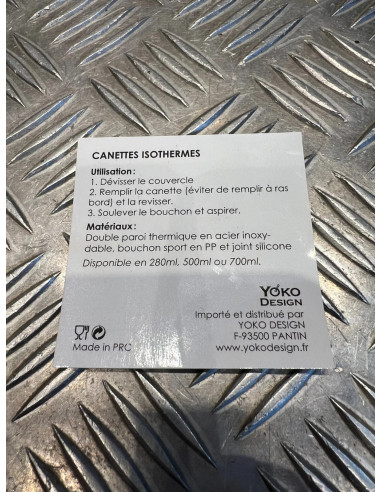 CANETTES ISOTHERMES
Utilisation :
1. Dévisser le couvercle
2. Remplir la canette (éviter de remplir à ras
bord) et la revisser.
3. Soulever le bouchon et aspirer.
Matériaux :
Double paroi thermique en acier inoxy-
dable, bouchon sport en PP et joint silicone
Disponible en 280ml, 500ml ou 700ml.
YOKO
DESIGN
Importé et distribué par
YOKO DESIGN
F-93500 PANTIN
www.yokodesign.fr
Made in PRC